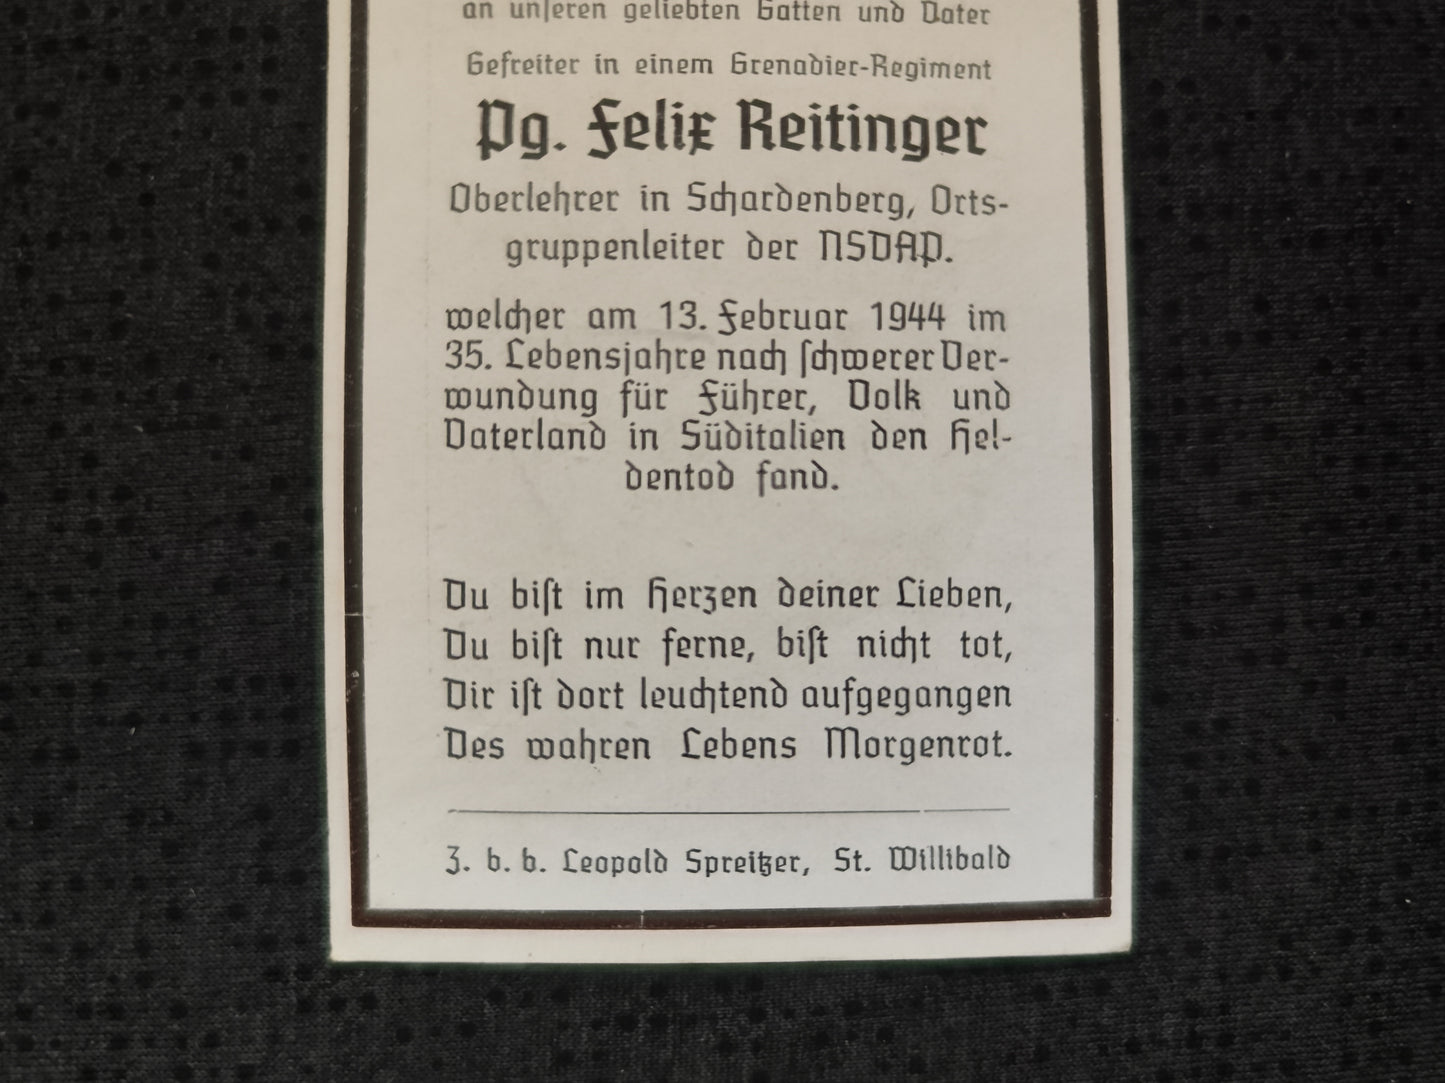 an unſeren geliebten Gatten und Vater
Gefreiter in einem Grenadier-Regiment
Pg. Felix Reitinger
Oberlehrer in Schardenberg, Orts-
gruppenleiter der NSDAP.
welcher am 13. Februar 1944 im
35. Lebensjahre nach ſchwerer Ver-
wundung für Führer, Volk und
Vaterland in Süditalien den Hel-
dentod fand.
Du biſt im Herzen deiner Lieben,
Du biſt nur ferne, biſt nicht tot,
Dir iſt dort leuchtend aufgegangen
Des wahren Lebens Morgenrot.
Z. b. b. Leopold Spreitzer, St. Willibald